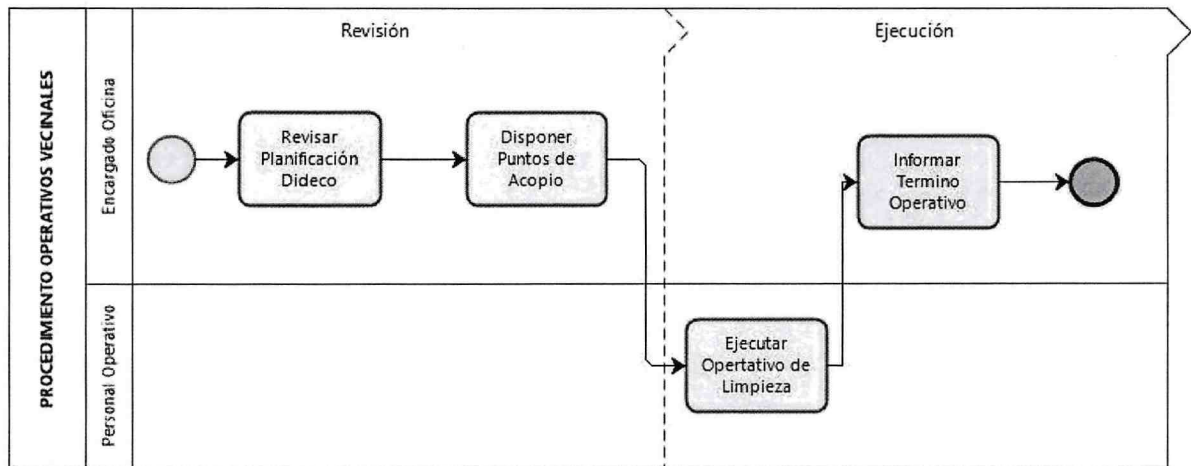 PROCEDIMIENTO OPERATIVOS VECINALES
Encargado Oficina
Personal Operativo
Revisión
Ejecución
Revisar
Planificación
Dideco
Disponer
Puntos de
Acopio
Ejecutar
Opertativo de
Limpieza
Informar
Termino
Operativo